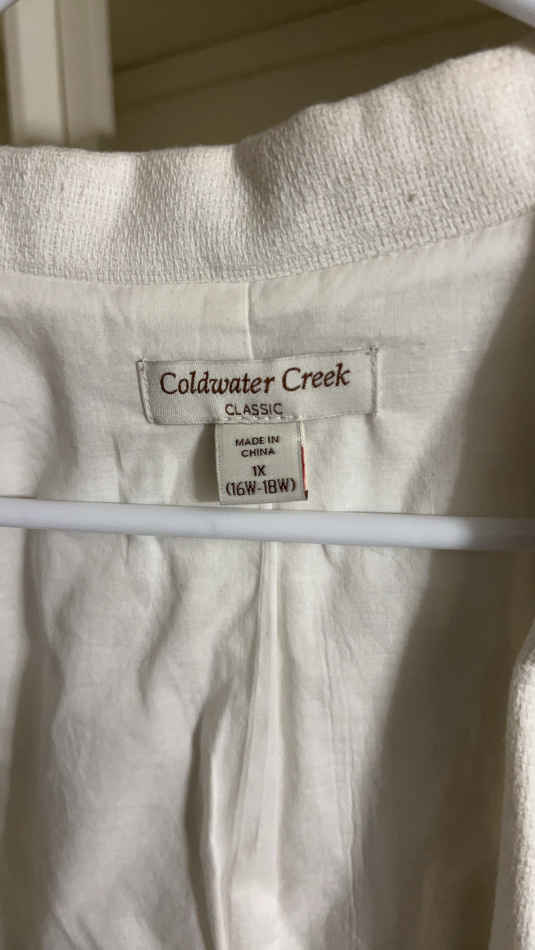 Coldwater Creek
CLASSIC
MADE IN
CHINA
1X
(16W-18W)